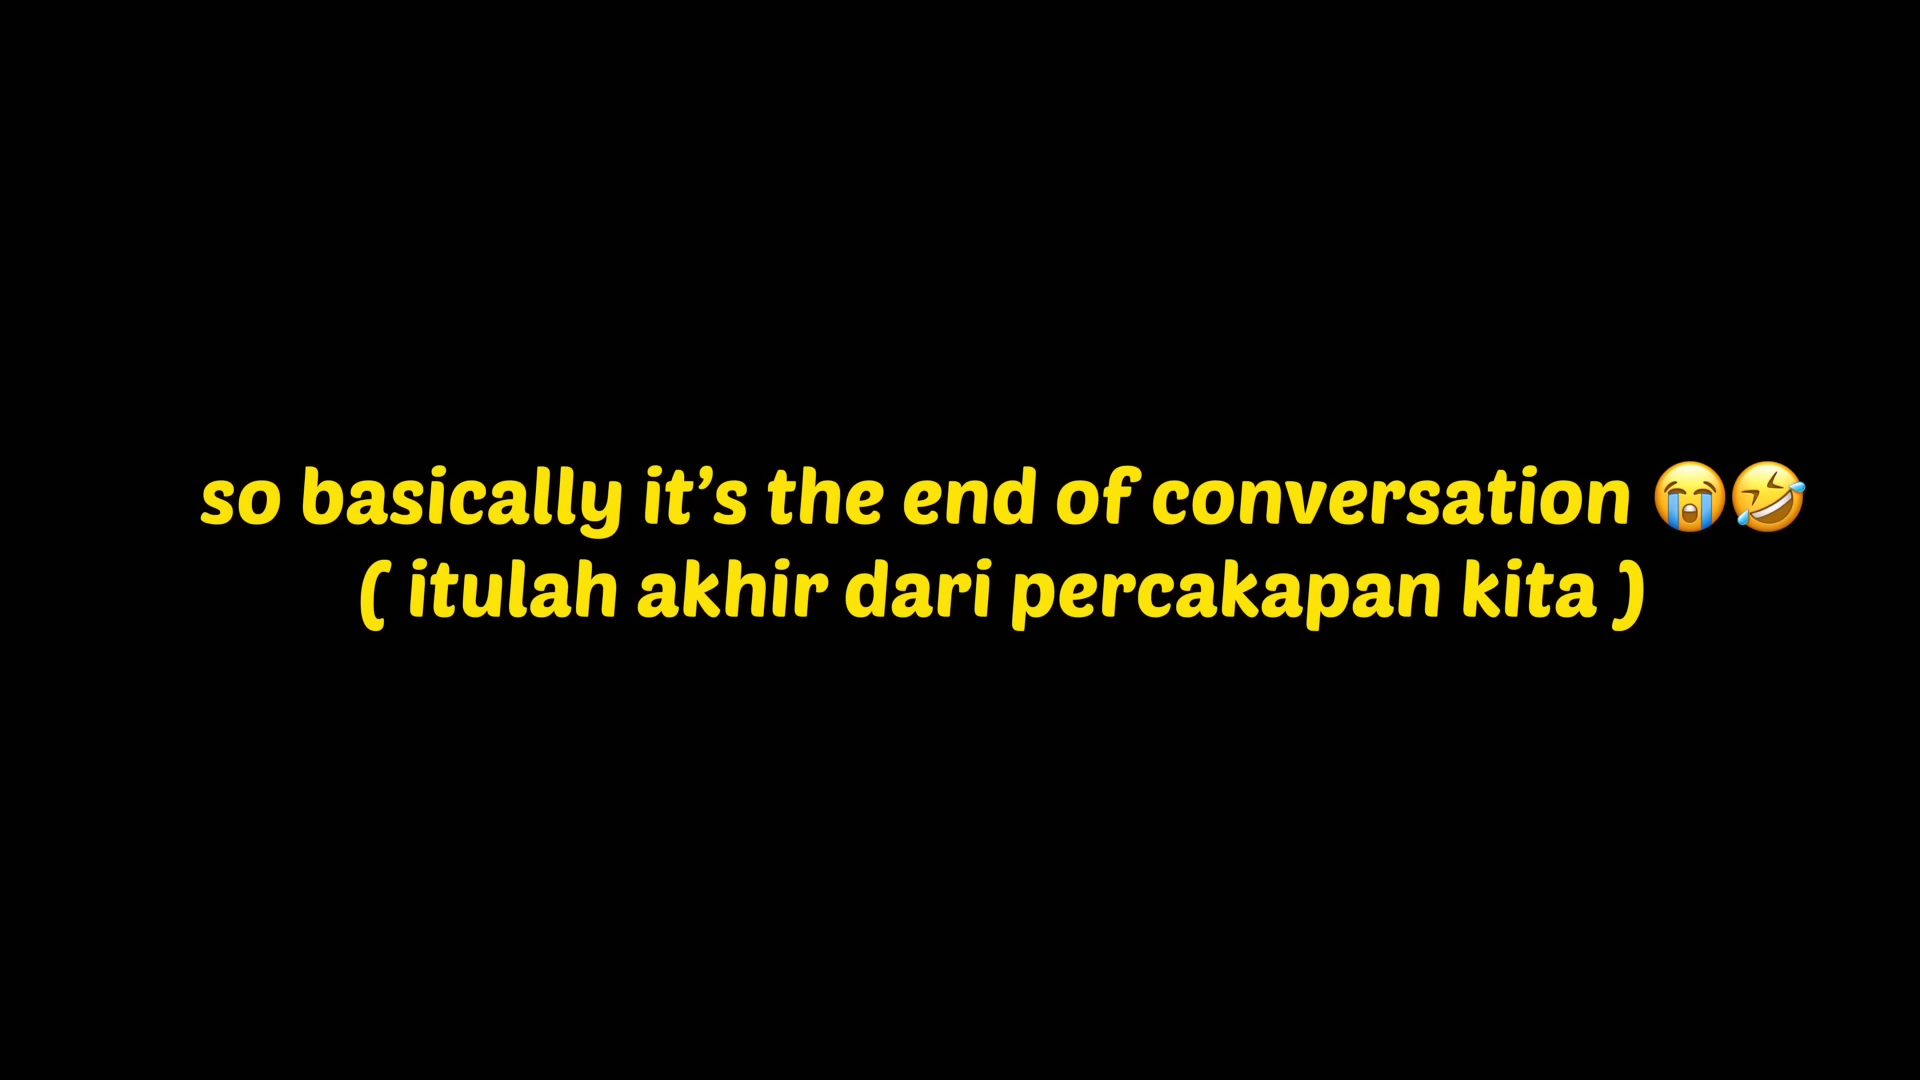 so basically it’s the end of conversation 😭🤣
( itulah akhir dari percakapan kita )